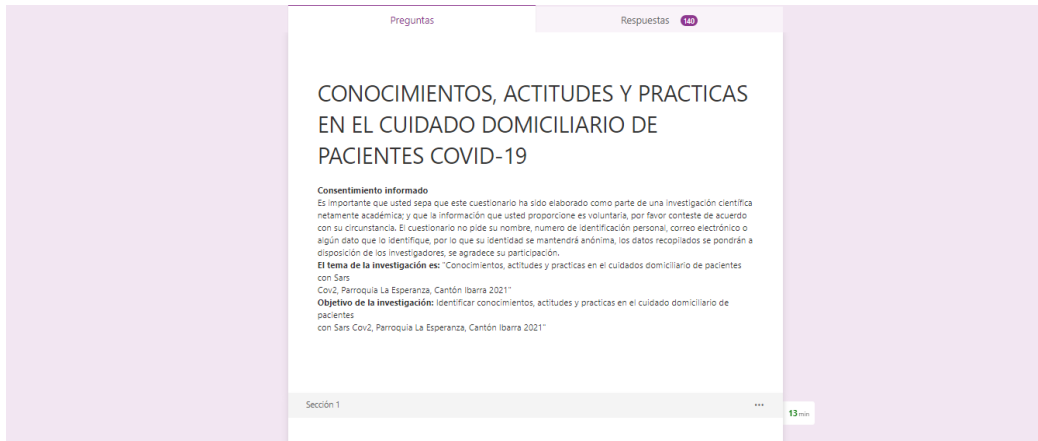 Preguntas
Respuestas 140
CONOCIMIENTOS, ACTITUDES Y PRACTICAS
EN EL CUIDADO DOMICILIARIO DE
PACIENTES COVID-19
Consentimiento informado
Es importante que usted sepa que este cuestionario ha sido elaborado como parte de una investigación científica
netamente académica; y que la información que usted proporcione es voluntaria, por favor conteste de acuerdo
con su circunstancia. El cuestionario no pide su nombre, numero de identificación personal, correo electrónico o
algún dato que lo identifique, por lo que su identidad se mantendrá anónima, los datos recopilados se pondrán a
disposición de los investigadores, se agradece su participación.
El tema de la investigación es: "Conocimientos, actitudes y practicas en el cuidados domiciliario de pacientes
con Sars
Cov2, Parroquia La Esperanza, Cantón Ibarra 2021"
Objetivo de la investigación: Identificar conocimientos, actitudes y practicas en el cuidado domiciliario de
pacientes
con Sars Cov2, Parroquia La Esperanza, Cantón Ibarra 2021"
Sección 1
13 min